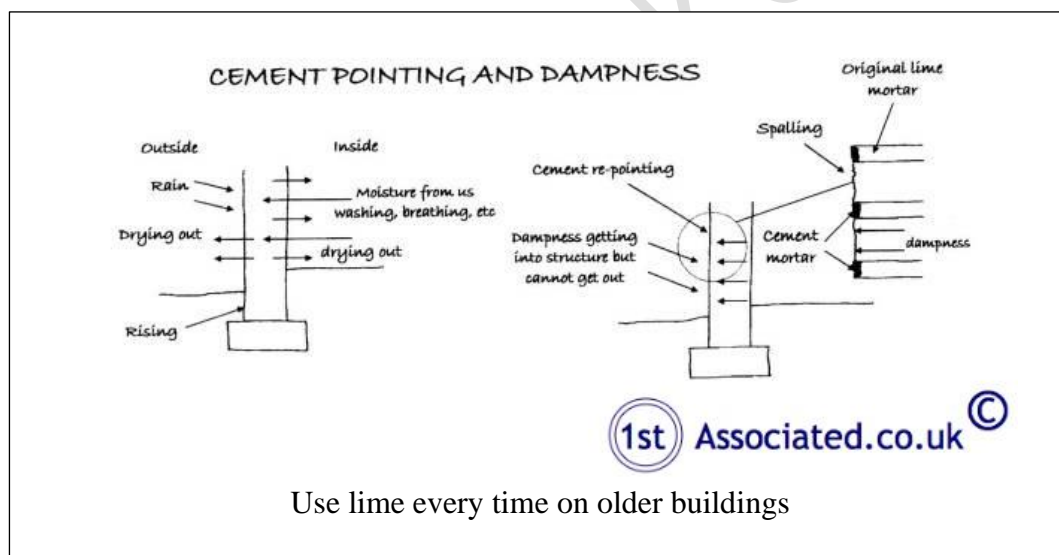 CEMENT POINTING AND DAMPNESS
Outside
Inside
Rain
Moisture from us
washing, breathing, etc
Drying out
drying out
Rising
Original lime
mortar
Spalling
Cement re-pointing
Dampness getting
into structure but
cannot get out
Cement
mortar
dampness
1st Associated.co.uk ©
Use lime every time on older buildings